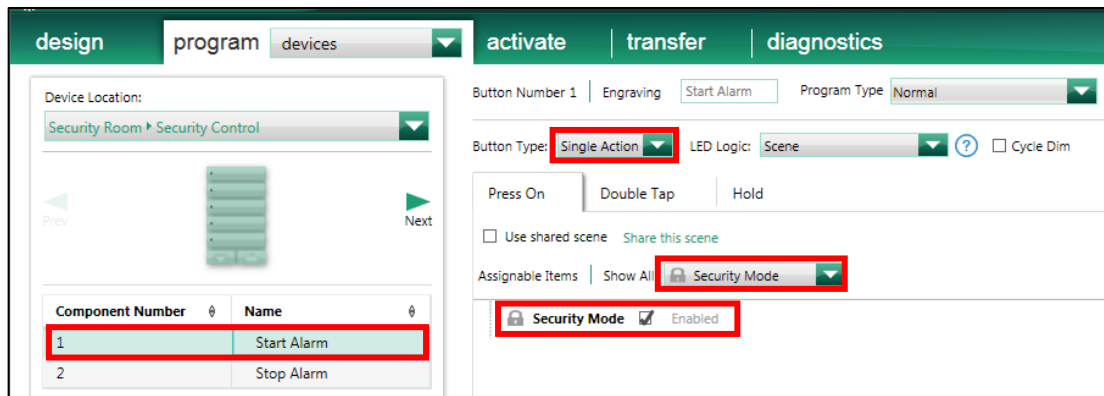 design program devices activate transfer diagnostics
Device Location:
Security Room Security Control
Prev
Next
Component Number Name
1 Start Alarm
2 Stop Alarm
Button Number 1 Engraving Start Alarm Program Type Normal
Button Type: Single Action LED Logic: Scene ? Cycle Dim
Press On Double Tap Hold
Use shared scene Share this scene
Assignable Items Show All Security Mode
Security Mode Enabled